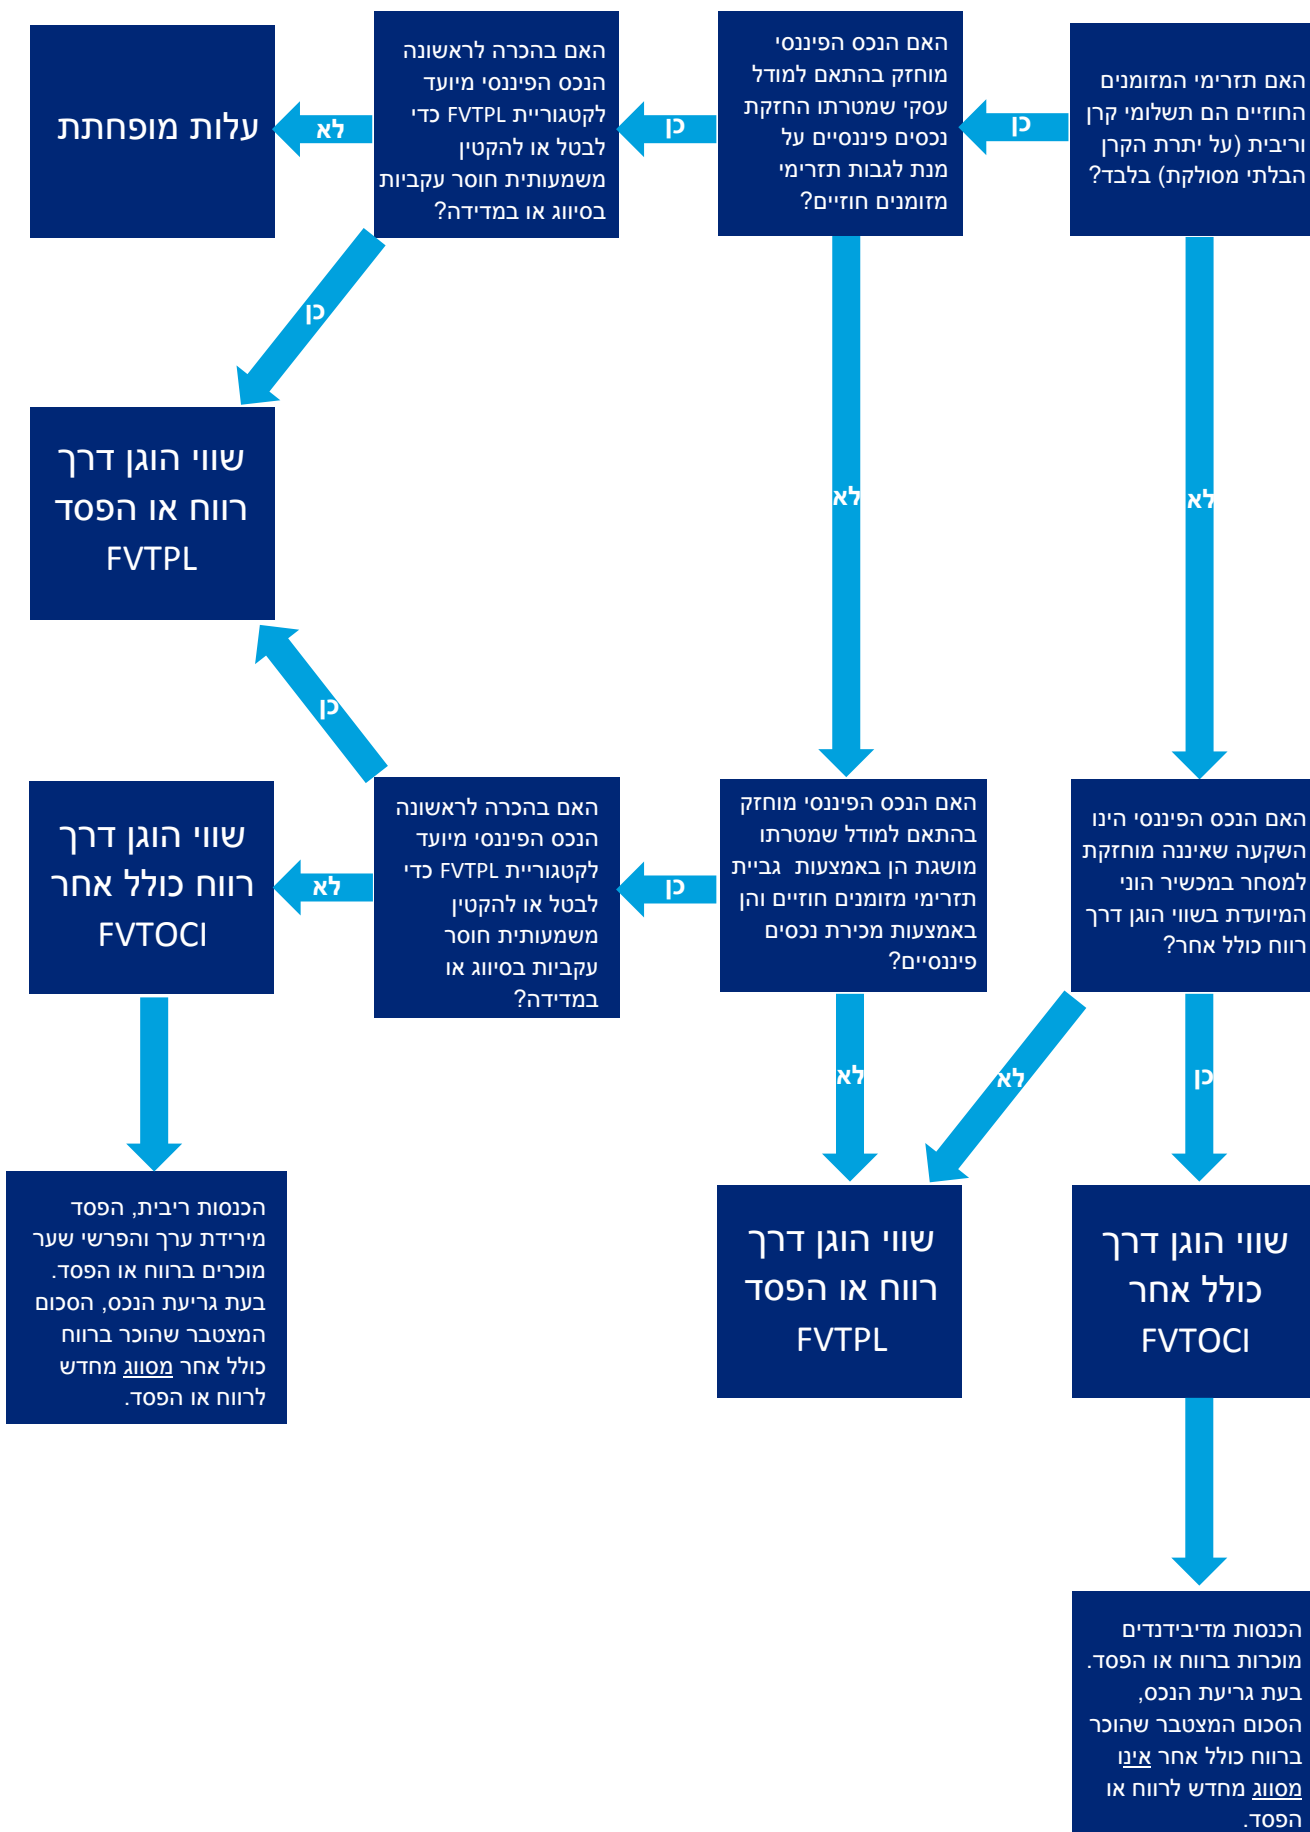 האם תזרימי המזומנים
החוזיים הם תשלומי קרן
וריבית (על יתרת הקרן
הבלתי מסולקת) בלבד?
כן
האם הנכס הפיננסי
מוחזק בהתאם למודל
עסקי שמטרתו החזקת
נכסים פיננסיים על
מנת לגבות תזרימי
מזומנים חוזיים?
כן
האם בהכרה לראשונה
הנכס הפיננסי מיועד
לקטגוריית FVTPL כדי
לבטל או להקטין
משמעותית חוסר עקביות
בסיווג או במדידה?
לא
עלות מופחתת
כן
שווי הוגן דרך
רווח או הפסד
FVTPL
לא
לא
כן
האם הנכס הפיננסי הינו
השקעה שאיננה מוחזקת
למסחר במכשיר הוני
המיועדת בשווי הוגן דרך
רווח כולל אחר?
האם הנכס הפיננסי מוחזק
בהתאם למודל שמטרתו
מושגת הן באמצעות גביית
תזרימי מזומנים חוזיים והן
באמצעות מכירת נכסים
פיננסיים?
כן
האם בהכרה לראשונה
הנכס הפיננסי מיועד
לקטגוריית FVTPL כדי
לבטל או להקטין
משמעותית חוסר
עקביות בסיווג או
במדידה?
לא
שווי הוגן דרך
רווח כולל אחר
FVTOCI
כן
לא
לא
שווי הוגן דרך
כולל אחר
FVTOCI
שווי הוגן דרך
רווח או הפסד
FVTPL
הכנסות ריבית, הפסד
מירידת ערך והפרשי שער
מוכרים ברווח או הפסד.
בעת גריעת הנכס, הסכום
המצטבר שהוכר ברווח
כולל אחר מסווג מחדש
לרווח או הפסד.
הכנסות מדיבידנדים
מוכרות ברווח או הפסד.
בעת גריעת הנכס,
הסכום המצטבר שהוכר
ברווח כולל אחר אינו
מסווג מחדש לרווח או
הפסד.